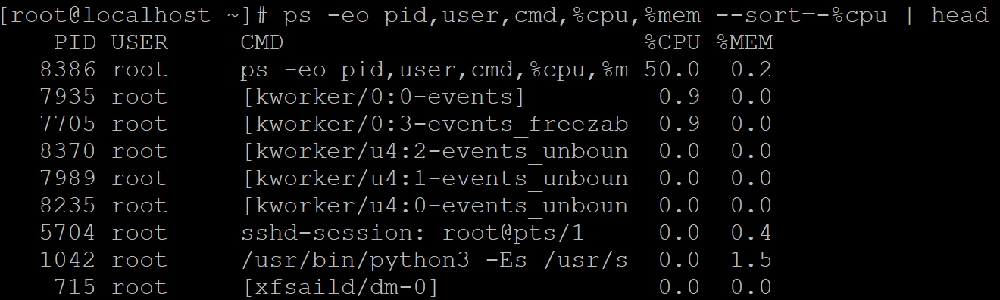 [root@localhost ~]# ps -eo pid,user,cmd,%cpu,%mem --sort=-%cpu | head
PID USER CMD %CPU %MEM
8386 root ps -eo pid,user,cmd,%cpu,%m 50.0 0.2
7935 root [kworker/0:0-events] 0.9 0.0
7705 root [kworker/0:3-events_freezab 0.9 0.0
8370 root [kworker/u4:2-events_unboun 0.0 0.0
7989 root [kworker/u4:1-events_unboun 0.0 0.0
8235 root [kworker/u4:0-events_unboun 0.0 0.0
5704 root sshd-session: root@pts/1 0.0 0.4
1042 root /usr/bin/python3 -Es /usr/s 0.0 1.5
715 root [xfsaild/dm-0] 0.0 0.0